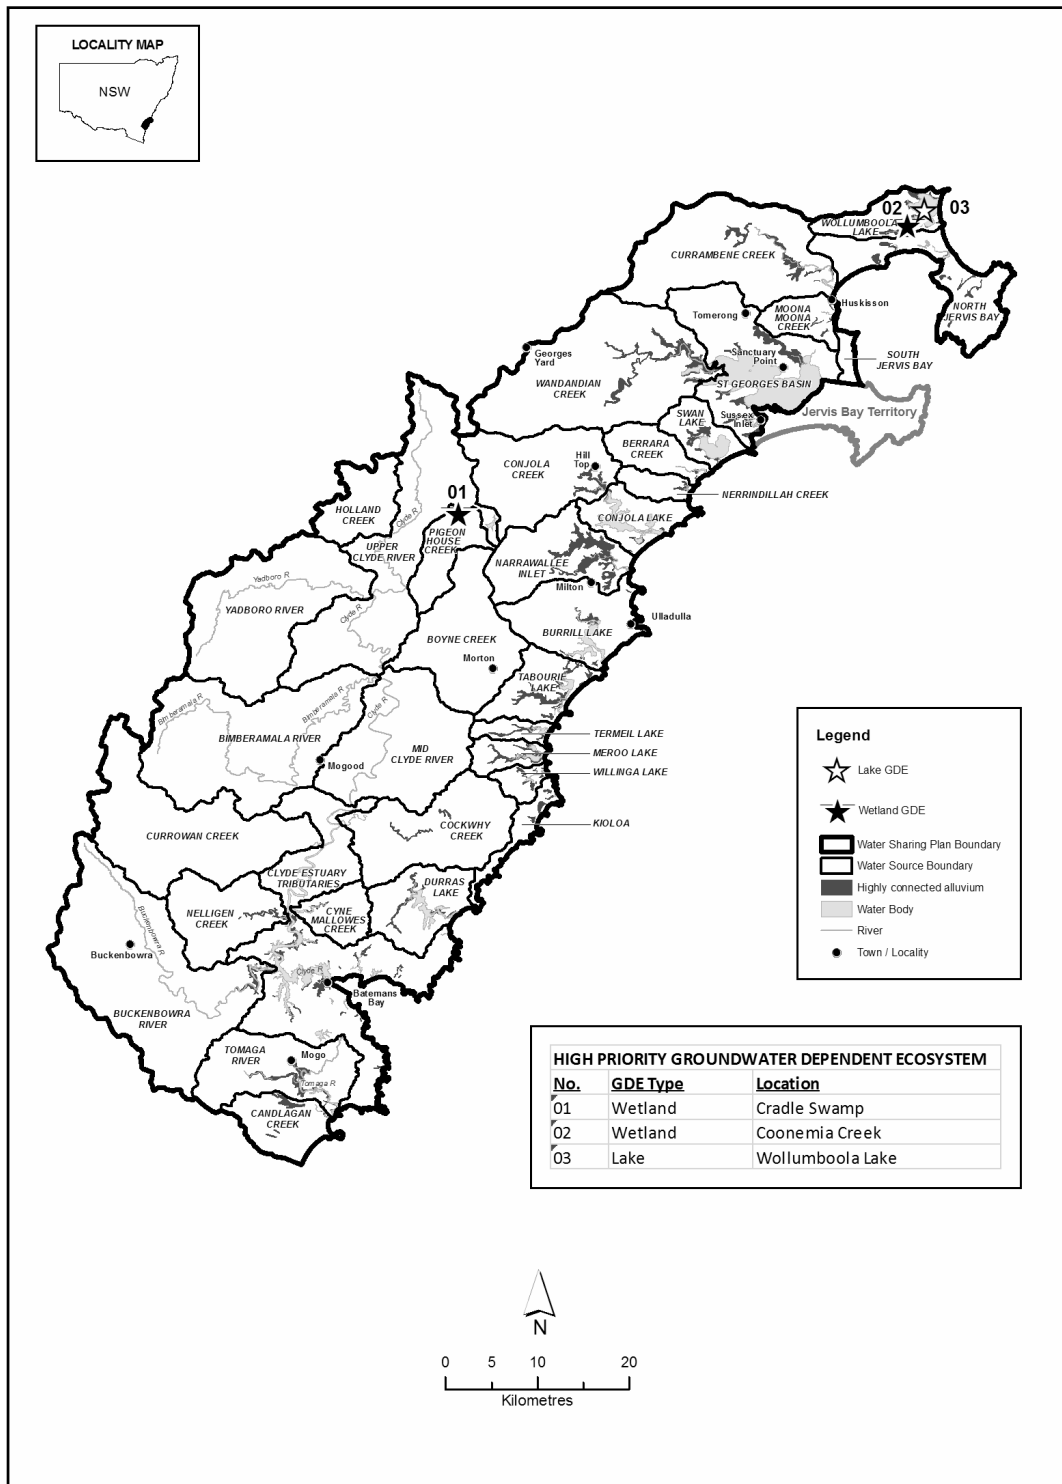 LOCALITY MAP
NSW
02
03
WOLLUMBOOLA
LAKE
CURRAMBENE CREEK
Huskisson
NORTH
JERVIS BAY
MOONA
MOONA
CREEK
Tomerong
SOUTH
JERVIS BAY
Georges
Yard
Sanctuary
Point
WANDANDIAN
CREEK
ST GEORGES BASIN
Jervis Bay Territory
SWAN
LAKE
Sussex
Inlet
BERRARA
CREEK
CONJOLA
CREEK
Hill
Top
NERRINDILLAH CREEK
01
HOLLAND
CREEK
Clyde R
CONJOLA LAKE
PIGEON
HOUSE
CREEK
UPPER
CLYDE RIVER
NARRAWALLEE
INLET
Yadboro R
Milton
YADBORO RIVER
Clyde R
Ulladulla
BURRILL LAKE
BOYNE CREEK
Morton
TABOURIE
LAKE
Bimberamala R
Bimberamala R
Clyde R
BIMBERAMALA RIVER
TERMEIL LAKE
MID
CLYDE RIVER
MEROO LAKE
Mogood
WILLINGA LAKE
CURROWAN CREEK
COCKWHY
CREEK
KIOLOA
CLYDE ESTUARY
TRIBUTARIES
DURRAS
LAKE
NELLIGEN
CREEK
CYNE
MALLOWES
CREEK
Buckenbowra R
Buckenbowra
Clyde R
Batemans
Bay
BUCKENBOWRA
RIVER
TOMAGA
RIVER
Mogo
Tomaga R
CANDLAGAN
CREEK
Legend
Lake GDE
Wetland GDE
Water Sharing Plan Boundary
Water Source Boundary
Highly connected alluvium
Water Body
River
Town / Locality
HIGH PRIORITY GROUNDWATER DEPENDENT ECOSYSTEM
No. GDE Type Location
01 Wetland Cradle Swamp
02 Wetland Coonemia Creek
03 Lake Wollumboola Lake
N
0 5 10 20
Kilometres